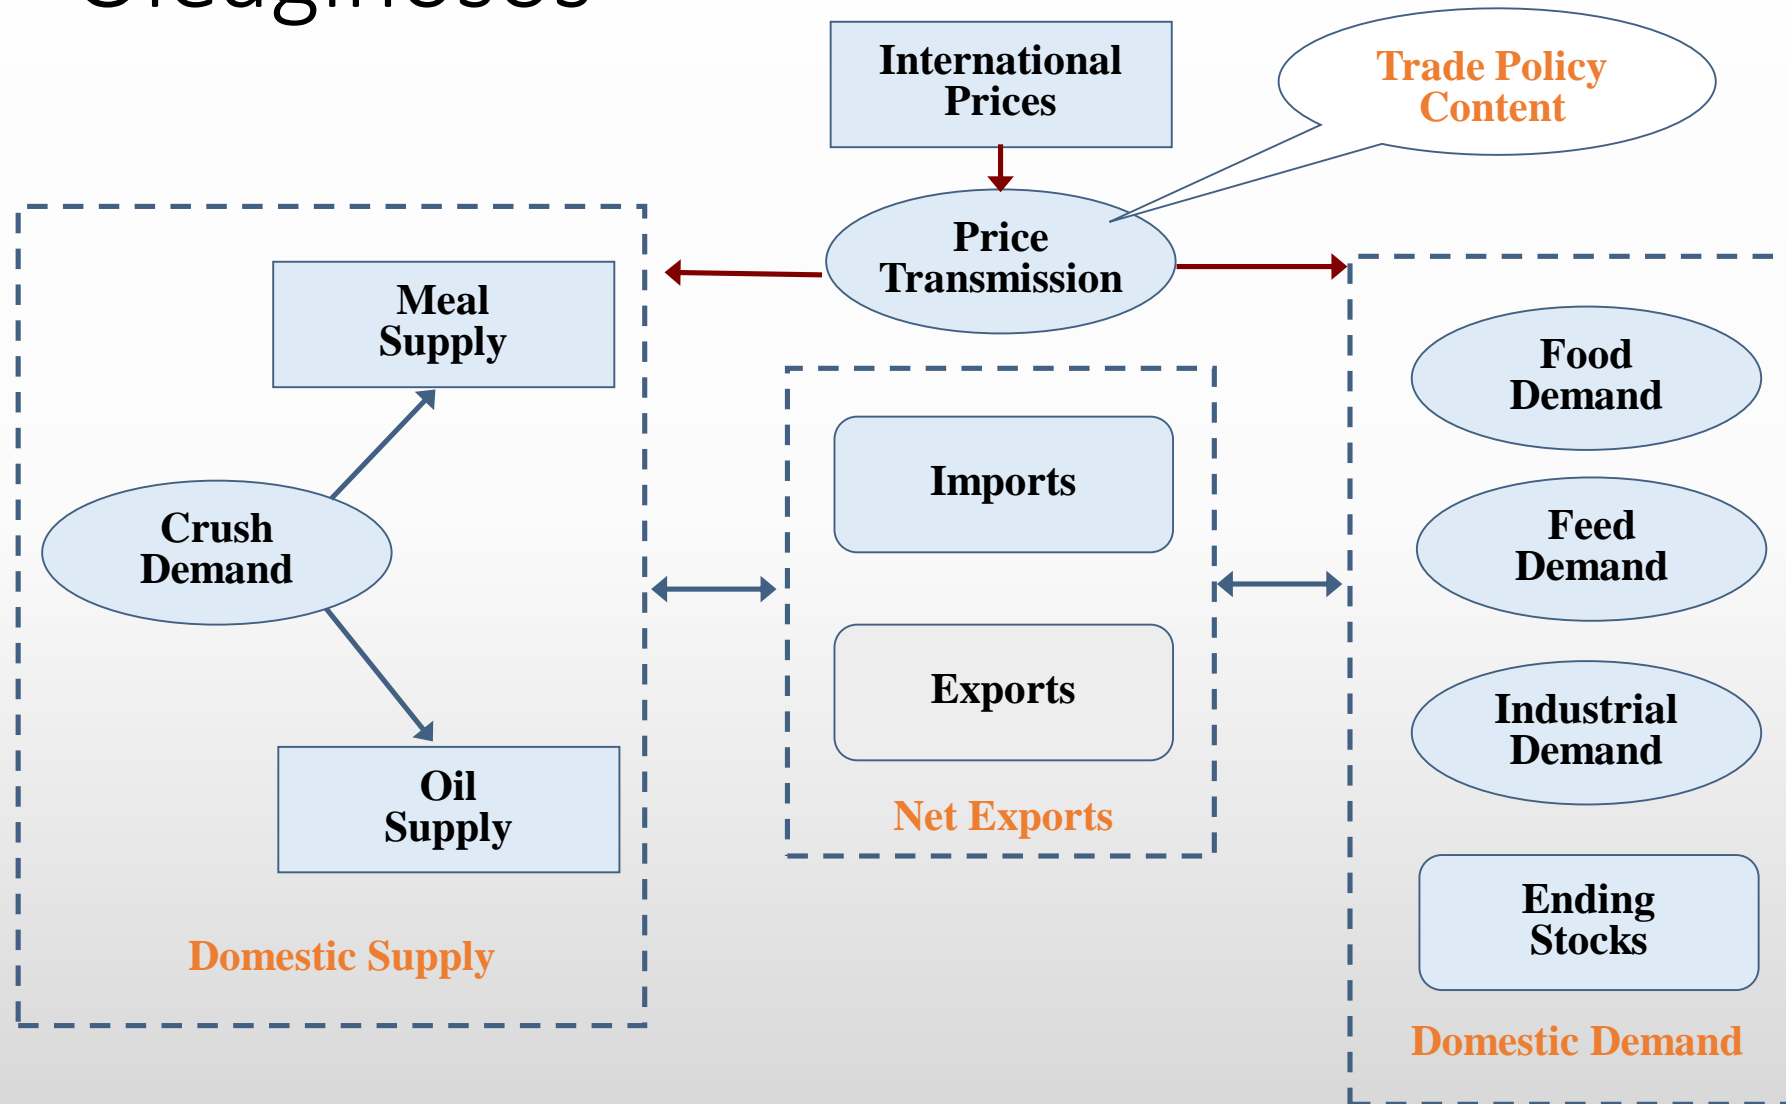 International
Prices
Trade Policy
Content
Price
Transmission
Meal
Supply
Crush
Demand
Oil
Supply
Domestic Supply
Imports
Exports
Net Exports
Food
Demand
Feed
Demand
Industrial
Demand
Ending
Stocks
Domestic Demand